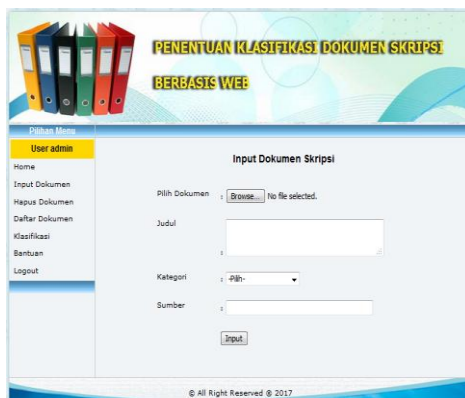 PENENTUAN KLASIFIKASI DOKUMEN SKRIPSI
BERBASIS WEB
Pilihan Menu
User admin
Home
Input Dokumen
Hapus Dokumen
Daftar Dokumen
Klasifikasi
Bantuan
Logout
Input Dokumen Skripsi
Pilih Dokumen : Browse... No file selected.
Judul :
Kategori : -Pilih-
Sumber :
Input
© All Right Reserved ® 2017